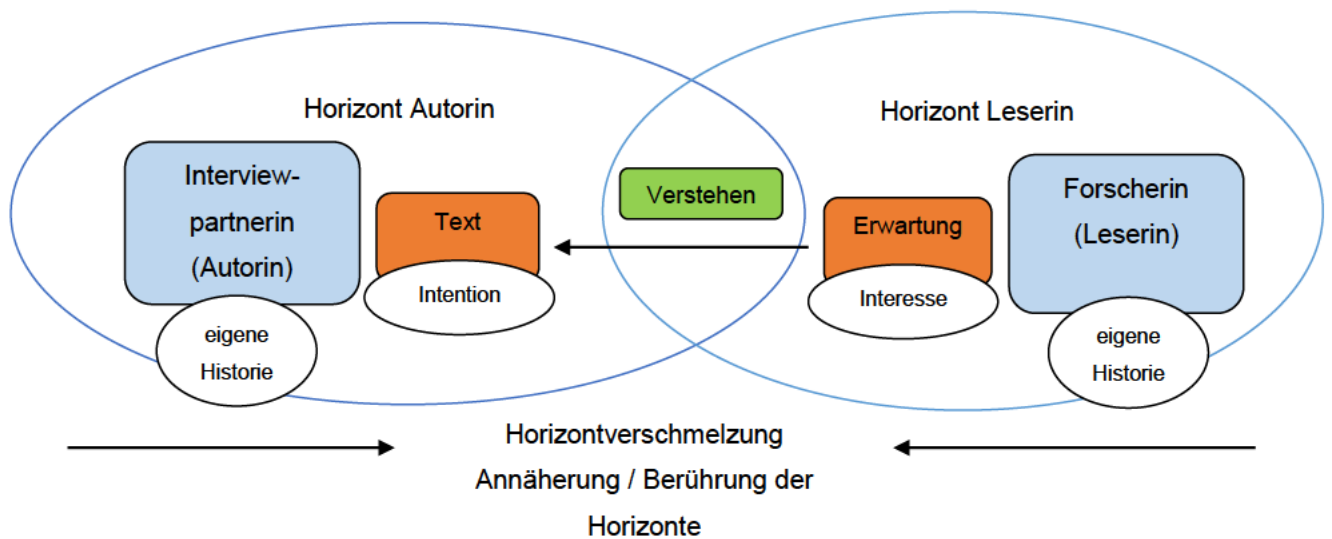 Horizont Autorin
Interview-
partnerin
(Autorin)
eigene
Historie
Text
Intention
Verstehen
Horizont Leserin
Erwartung
Interesse
Forscherin
(Leserin)
eigene
Historie
Horizontverschmelzung
Annäherung / Berührung der
Horizonte